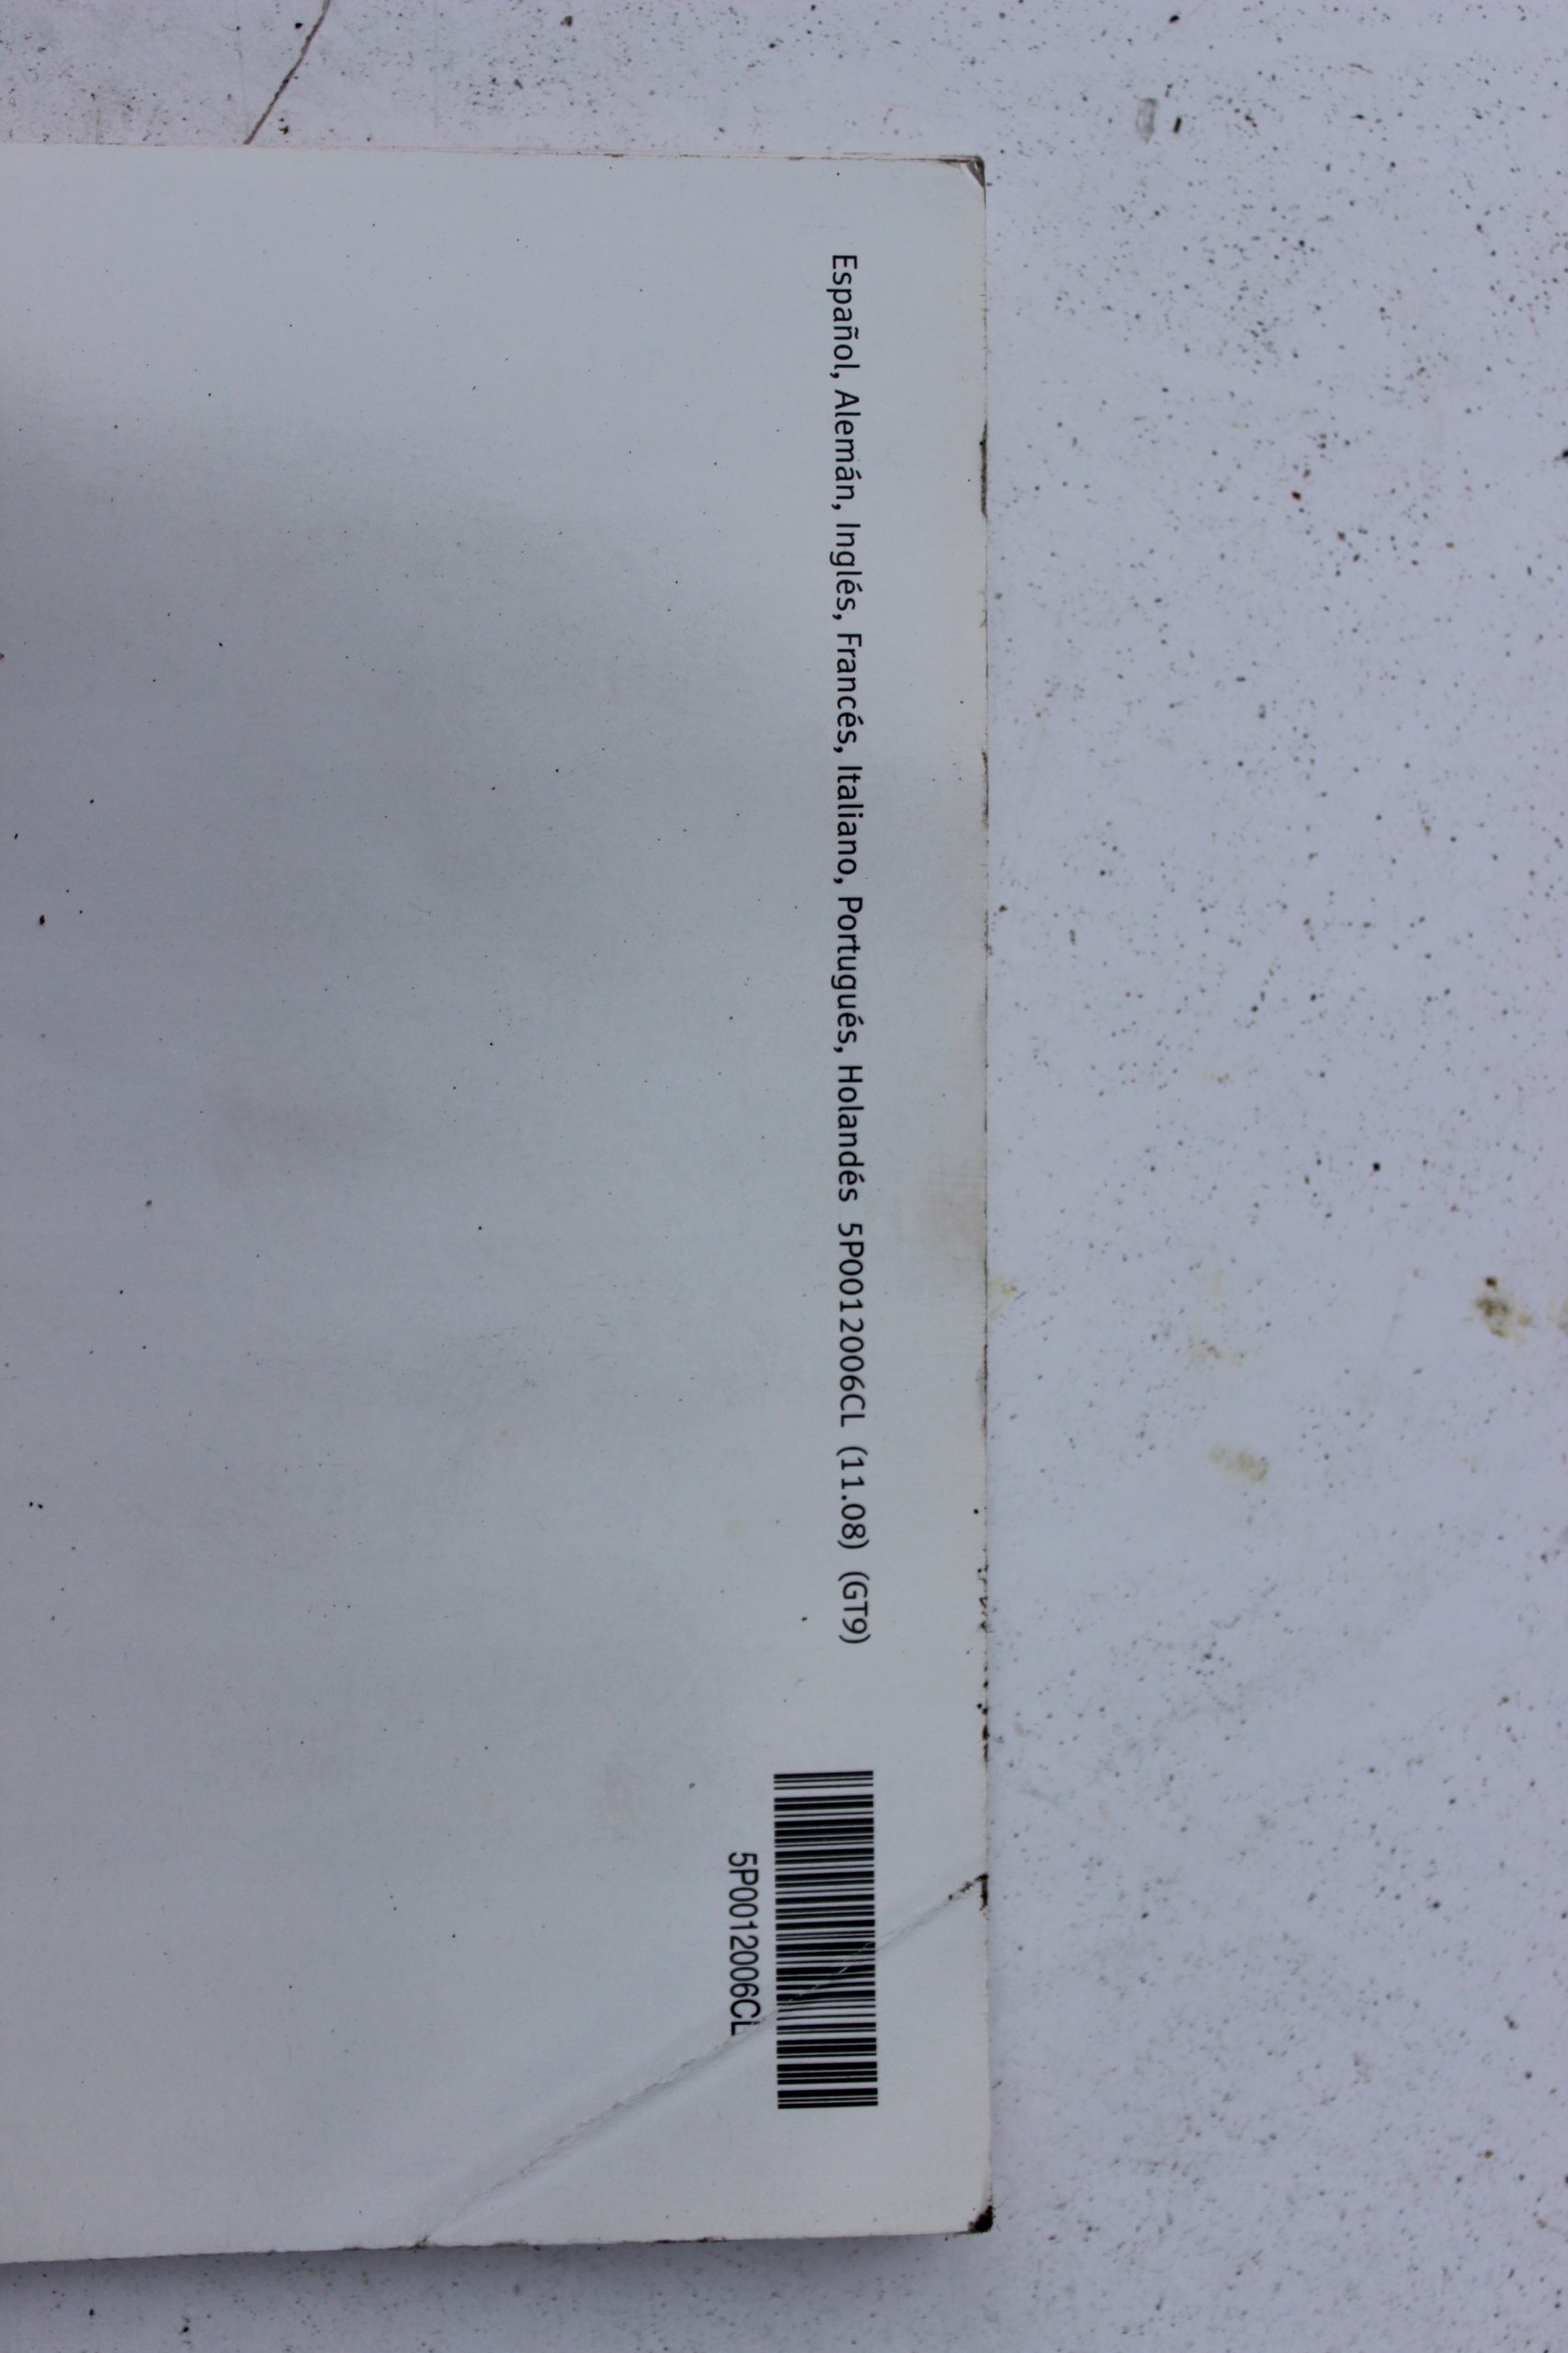 Español, Alemán, Inglés, Francés, Italiano, Portugués, Holandés 5P0012006CL (11.08) (GT9)
5P0012006CL